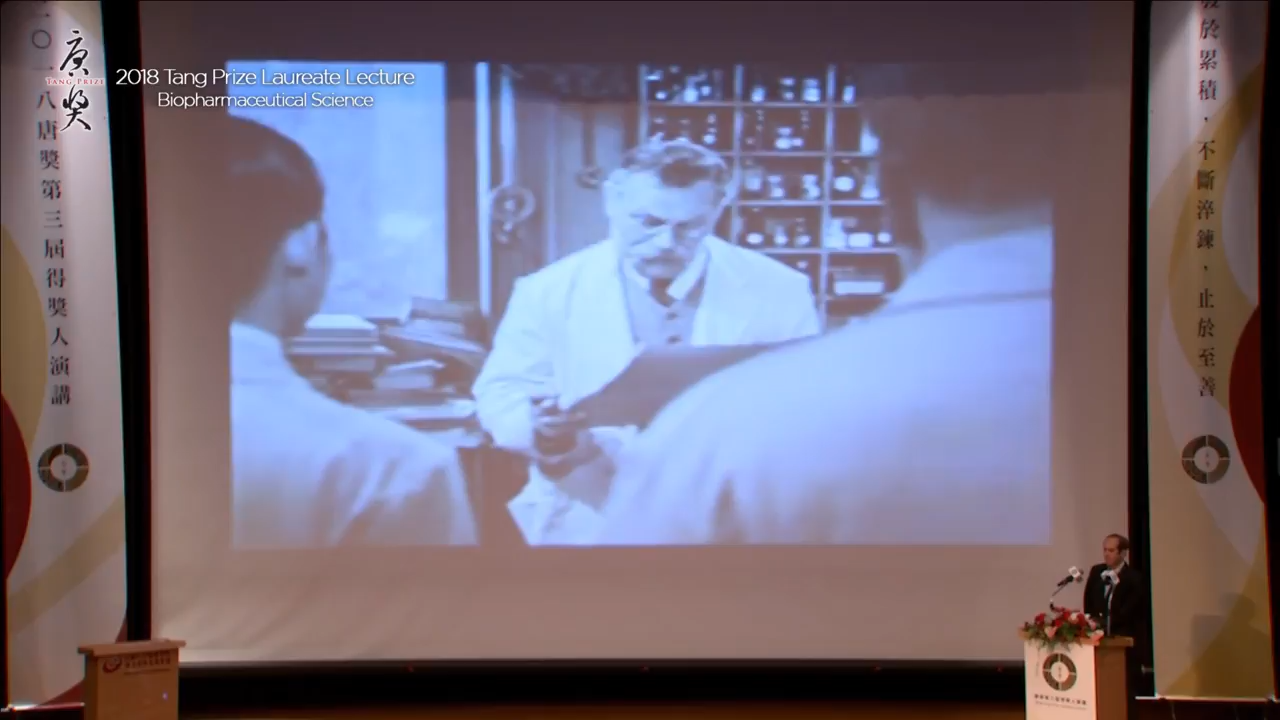 唐獎
TANG PRIZE
2018 Tang Prize Laureate Lecture
Biopharmaceutical Science
二〇一八唐獎第三屆得獎人演講
發於累積，不斷淬鍊，止於至善